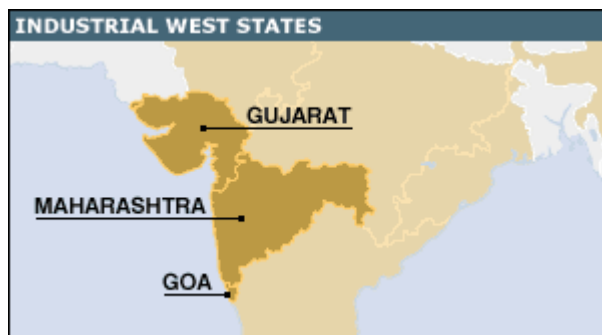 INDUSTRIAL WEST STATES
GUJARAT
MAHARASHTRA
GOA